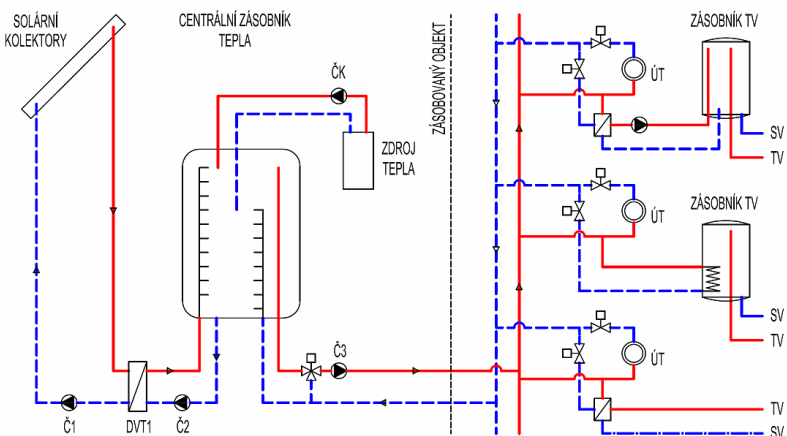 SOLÁRNÍ
KOLEKTORY
CENTRÁLNÍ ZÁSOBNÍK
TEPLA
ČK
ZDROJ
TEPLA
Č1
DVT1
Č2
Č3
ZÁSOBOVANÝ OBJEKT
ZÁSOBNÍK TV
ÚT
SV
TV
ZÁSOBNÍK TV
ÚT
SV
TV
ÚT
TV
SV